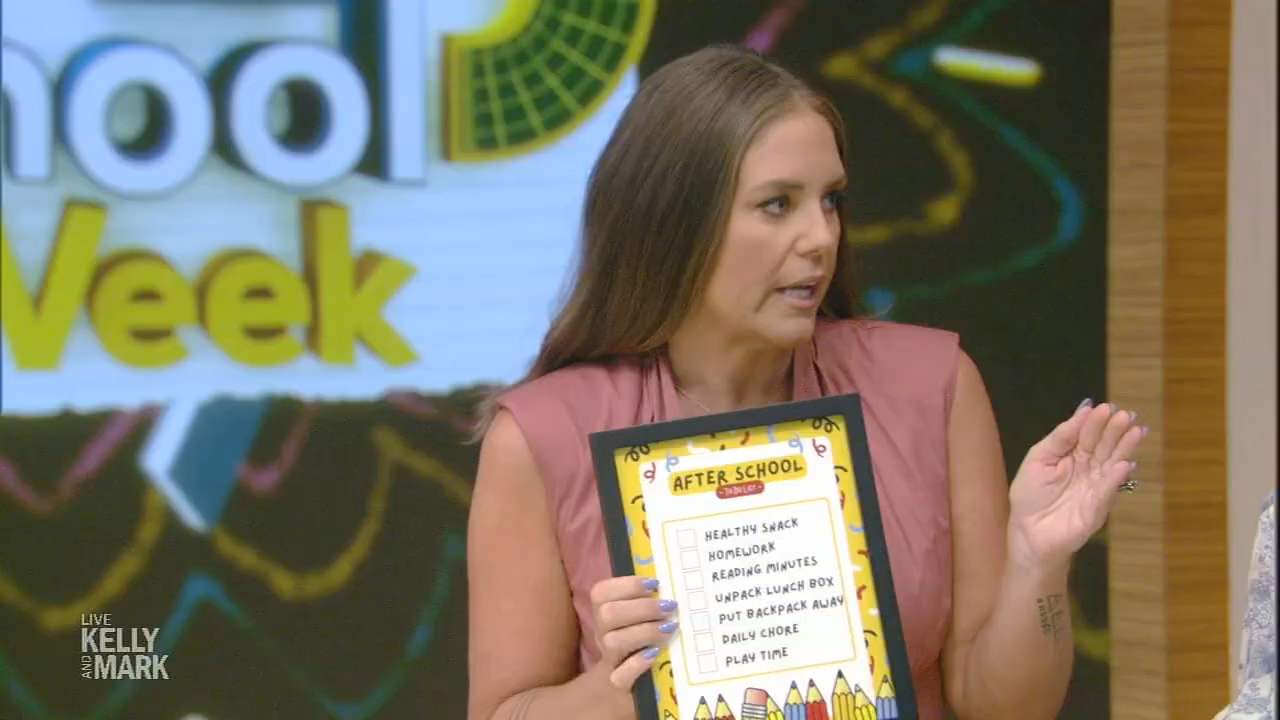 hool
Week
AFTER SCHOOL
- TO DO LIST -
HEALTHY SNACK
HOMEWORK
READING MINUTES
UNPACK LUNCH BOX
PUT BACKPACK AWAY
DAILY CHORE
PLAY TIME
LIVE
KELLY
AND MARK